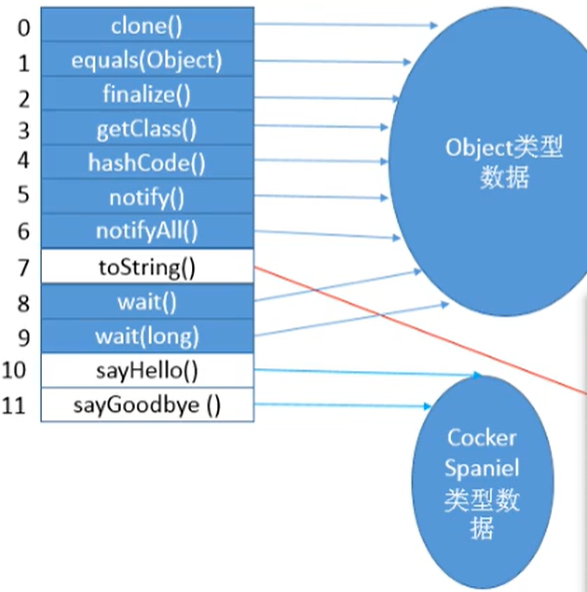 0 clone()
1 equals(Object)
2 finalize()
3 getClass()
4 hashCode()
5 notify()
6 notifyAll()
7 toString()
8 wait()
9 wait(long)
10 sayHello()
11 sayGoodbye ()
Object类型
数据
Cocker
Spaniel
类型数
据